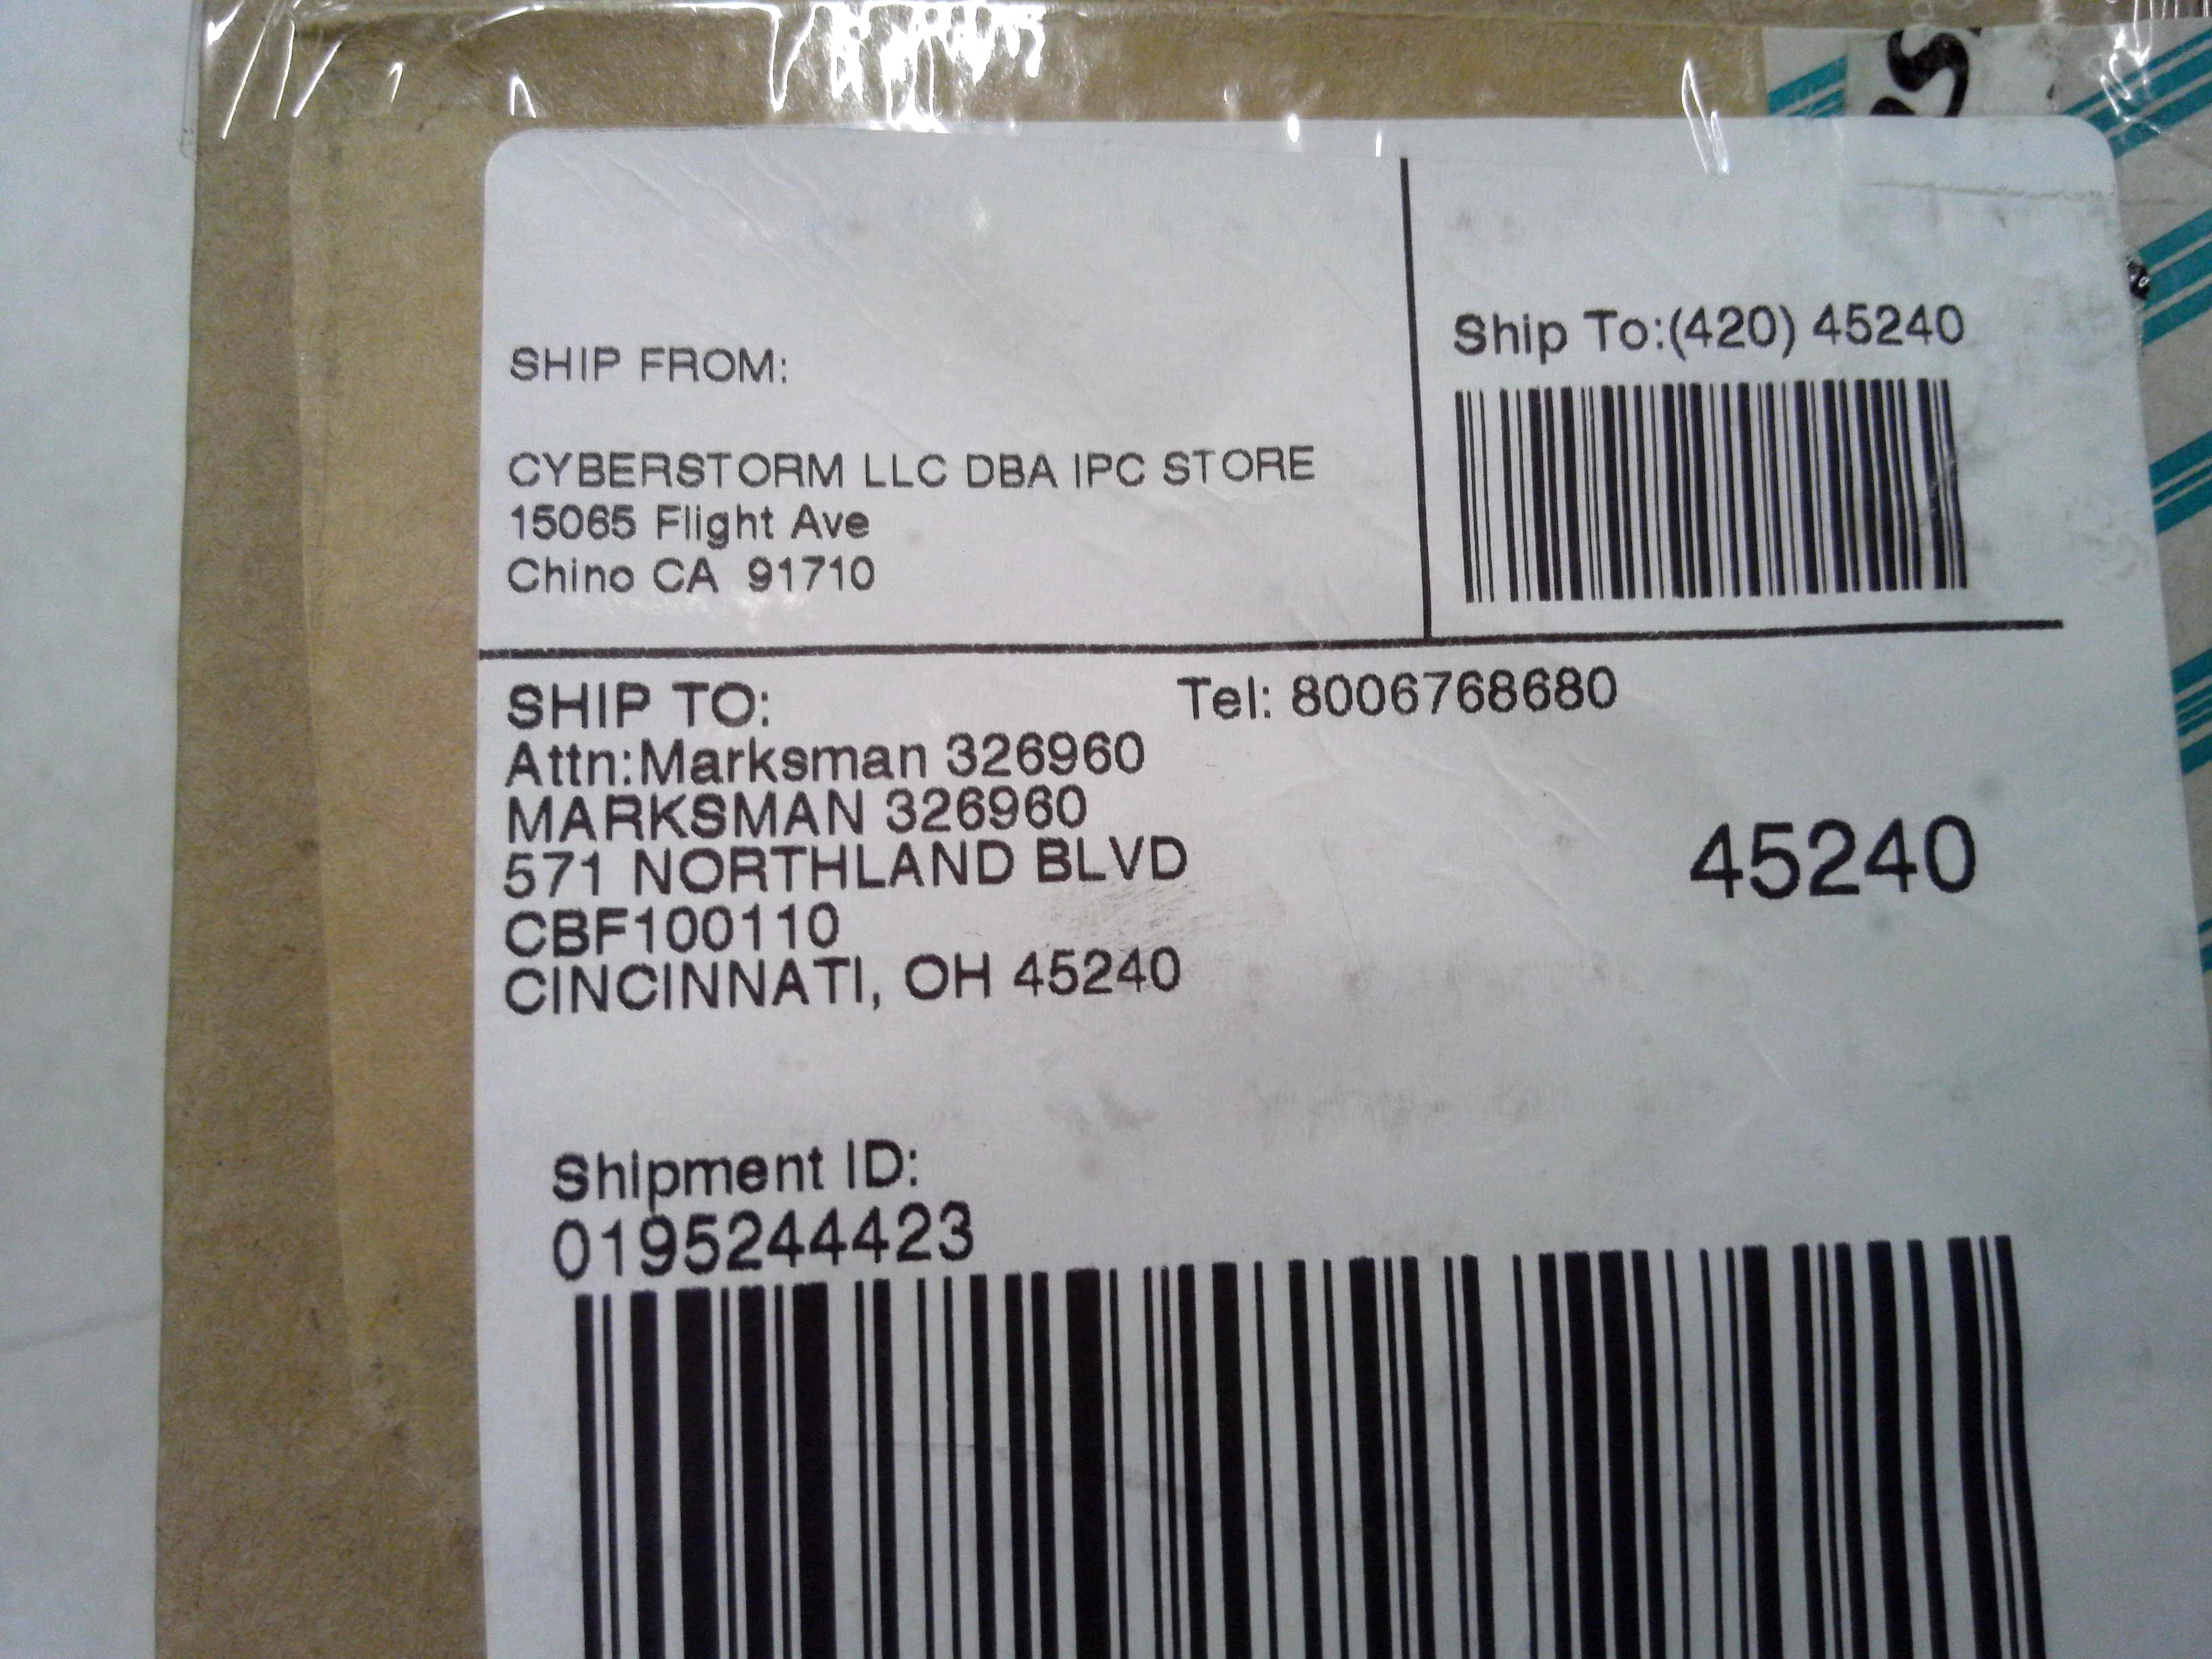 SHIP FROM:
CYBERSTORM LLC DBA IPC STORE
15065 Flight Ave
Chino CA 91710
Ship To:(420) 45240
SHIP TO:
Tel: 8006768680
Attn:Marksman 326960
MARKSMAN 326960
571 NORTHLAND BLVD
CBF100110
CINCINNATI, OH 45240
45240
Shipment ID:
0195244423